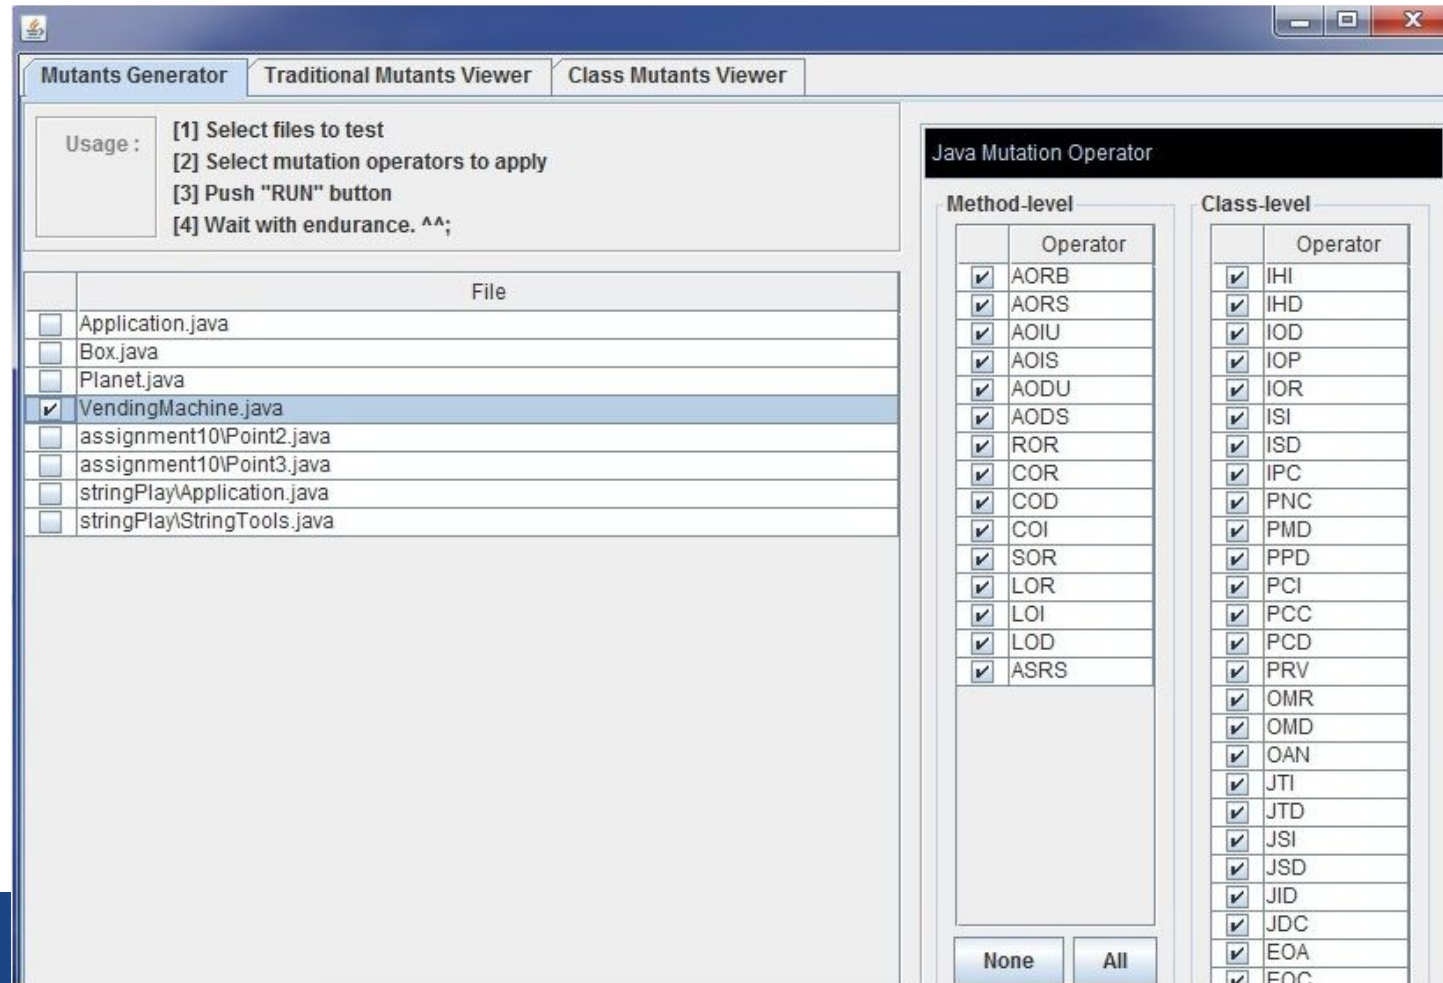 Mutants Generator
Traditional Mutants Viewer
Class Mutants Viewer
Usage :
[1] Select files to test
[2] Select mutation operators to apply
[3] Push "RUN" button
[4] Wait with endurance. ^^;
File
Application.java
Box.java
Planet.java
VendingMachine.java
assignment10\Point2.java
assignment10\Point3.java
stringPlay\Application.java
stringPlay\StringTools.java
Java Mutation Operator
Method-level
Operator
AORB
AORS
AOIU
AOIS
AODU
AODS
ROR
COR
COD
COI
SOR
LOR
LOI
LOD
ASRS
None
All
Class-level
Operator
IHI
IHD
IOD
IOP
IOR
ISI
ISD
IPC
PNC
PMD
PPD
PCI
PCC
PCD
PRV
OMR
OMD
OAN
JTI
JTD
JSI
JSD
JID
JDC
EOA
EOC